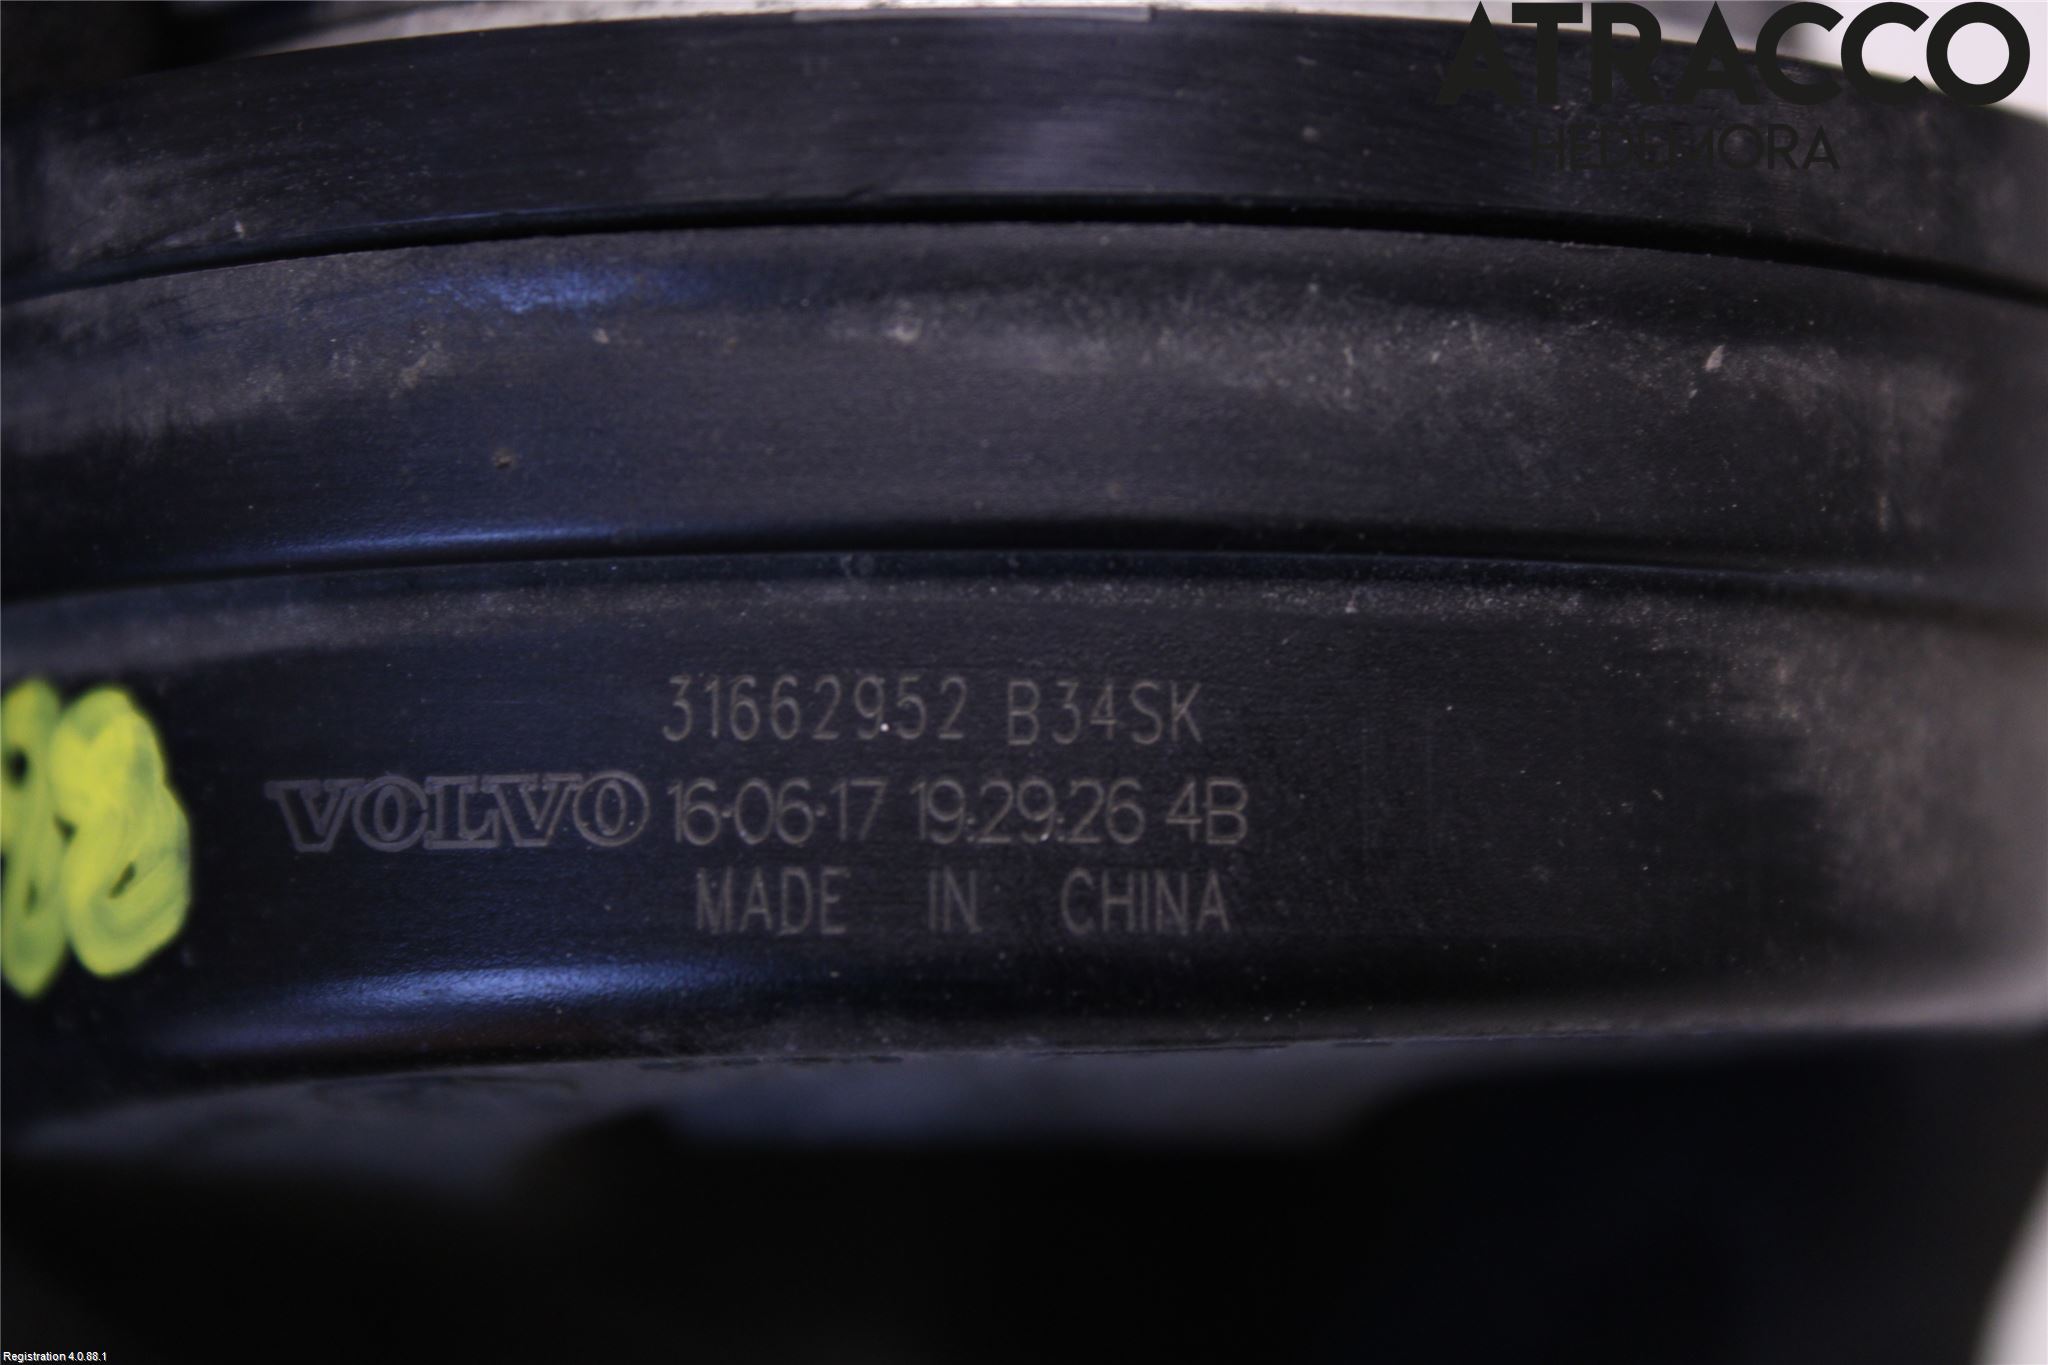 ATRACCO
HEDEMORA
31662952 B34SK
VOLVO 16·06·17 19:29:26 4B
MADE IN CHINA
Registration 4.0.88.1